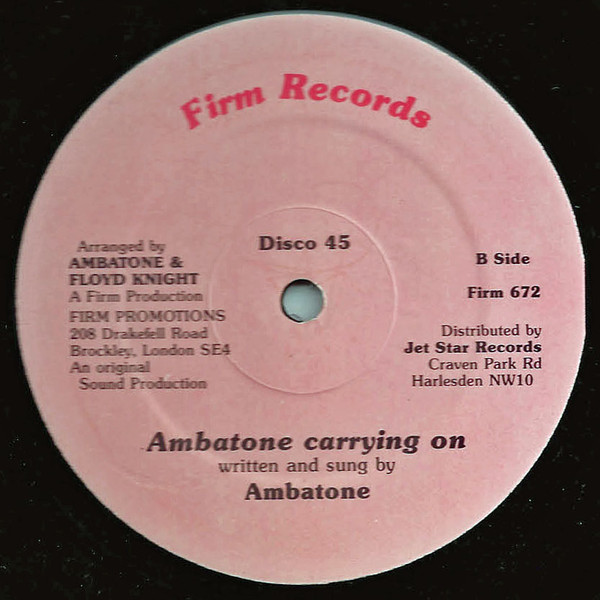 Firm Records
Disco 45
Arranged by
AMBATONE &
FLOYD KNIGHT
A Firm Production
FIRM PROMOTIONS
208 Drakefell Road
Brockley, London SE4
An original
Sound Production
B Side
Firm 672
Distributed by
Jet Star Records
Craven Park Rd
Harlesden NW10
Ambatone carrying on
written and sung by
Ambatone